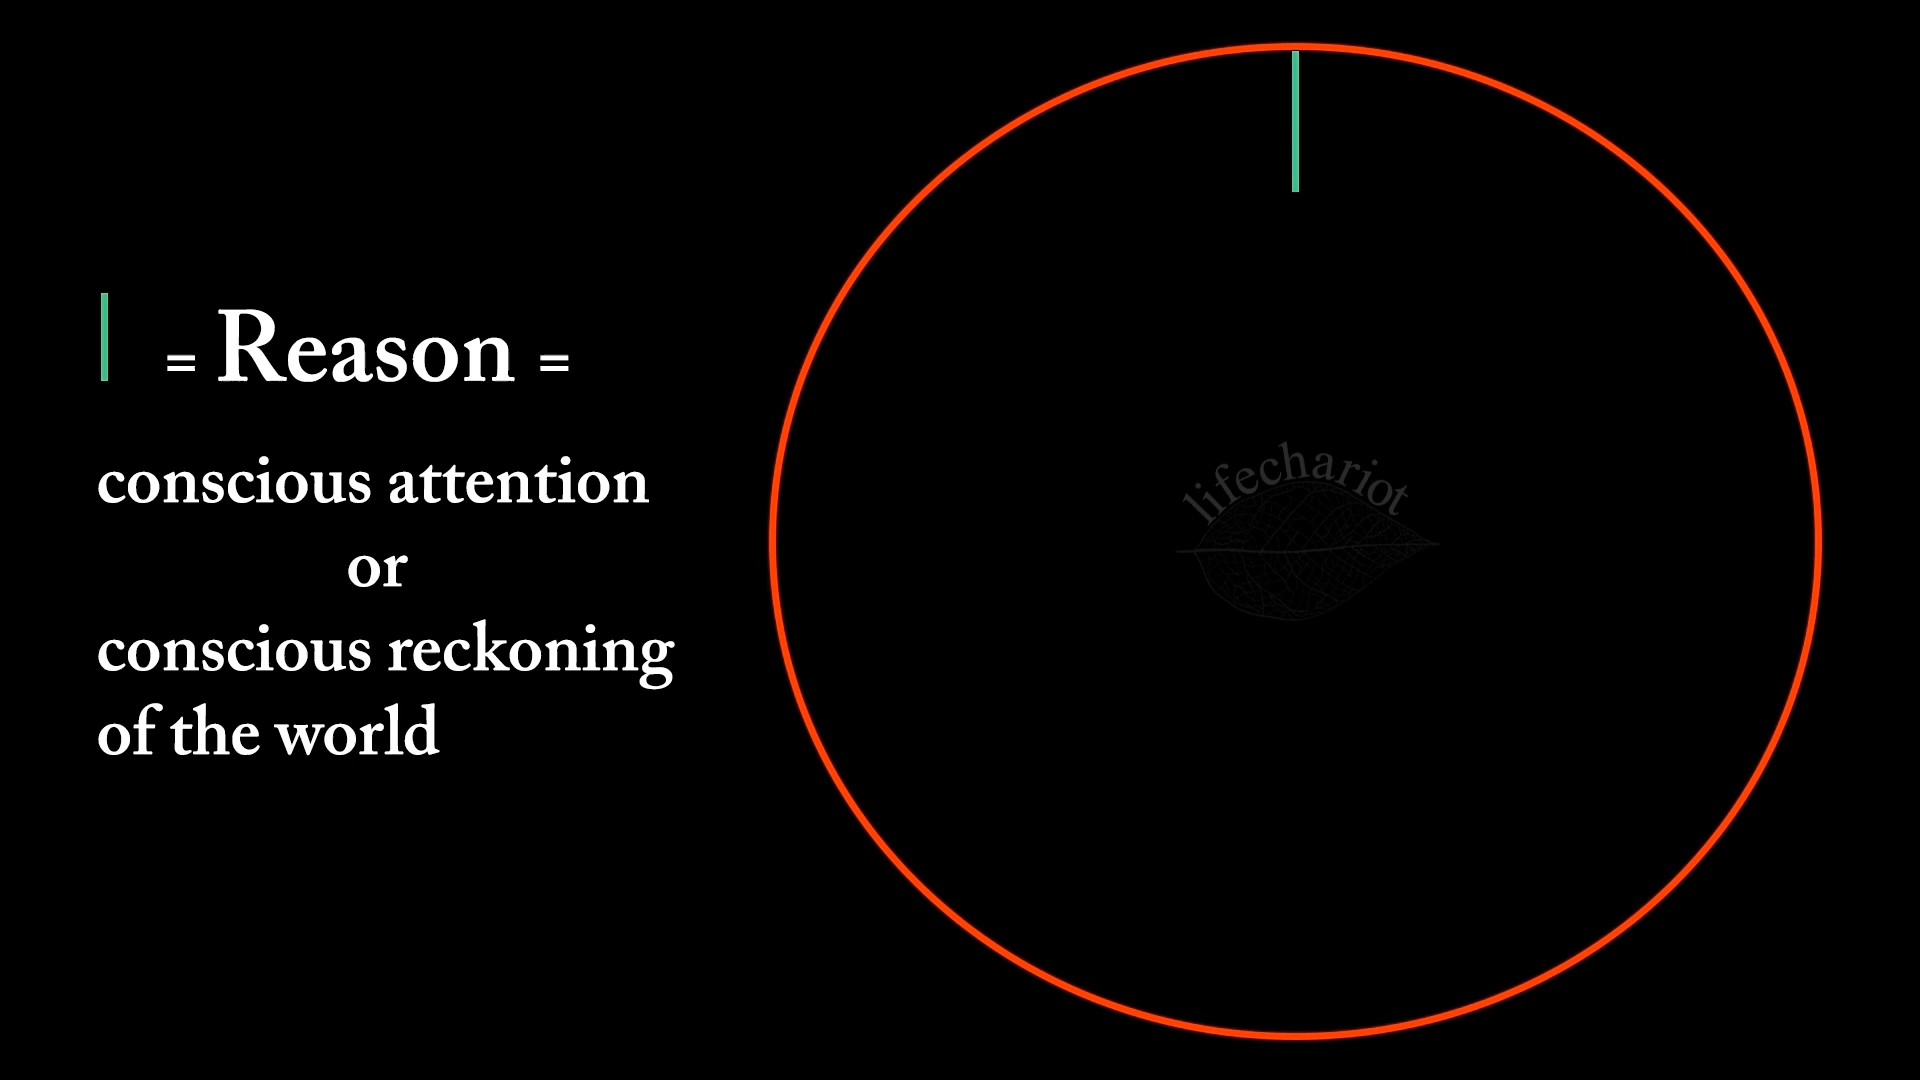 = Reason =
conscious attention
or
conscious reckoning
of the world
lifechariot